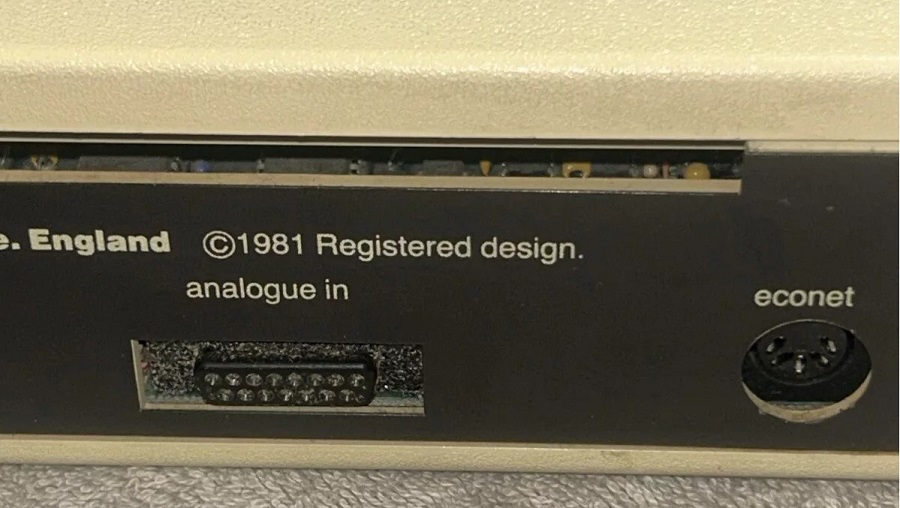 e. England ©1981 Registered design.
analogue in
econet